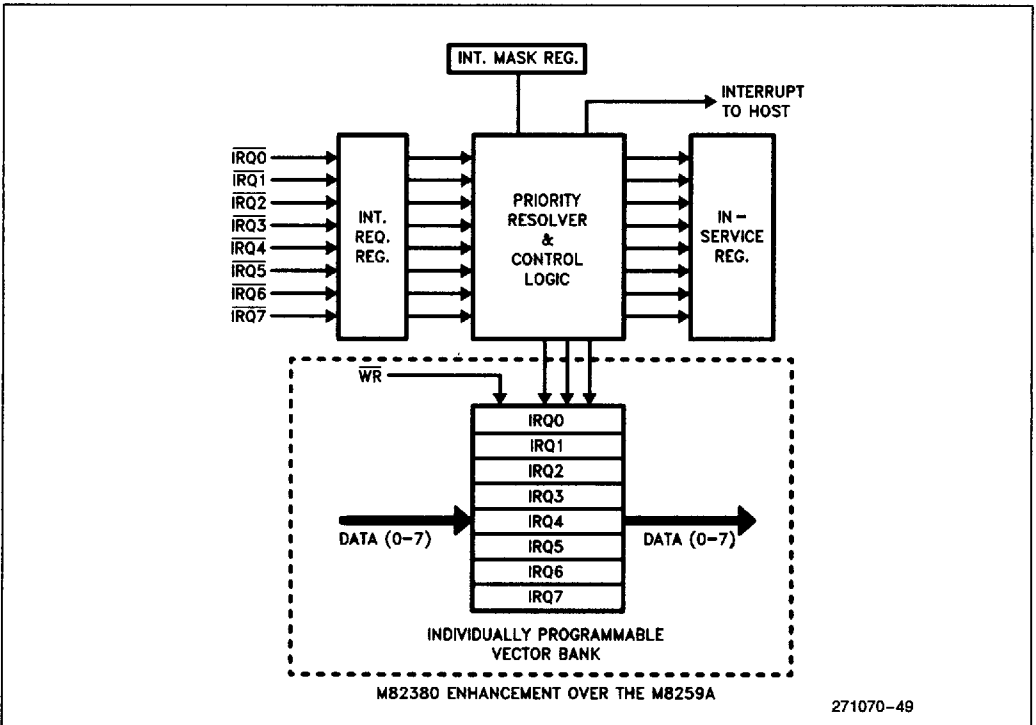 INT. MASK REG.
INTERRUPT
TO HOST
IRQ0
IRQ1
IRQ2
IRQ3
IRQ4
IRQ5
IRQ6
IRQ7
INT.
REQ.
REG.
PRIORITY
RESOLVER
&
CONTROL
LOGIC
IN –
SERVICE
REG.
WR
IRQ0
IRQ1
IRQ2
IRQ3
IRQ4
IRQ5
IRQ6
IRQ7
DATA (0–7)
DATA (0–7)
INDIVIDUALLY PROGRAMMABLE
VECTOR BANK
M82380 ENHANCEMENT OVER THE M8259A
271070–49